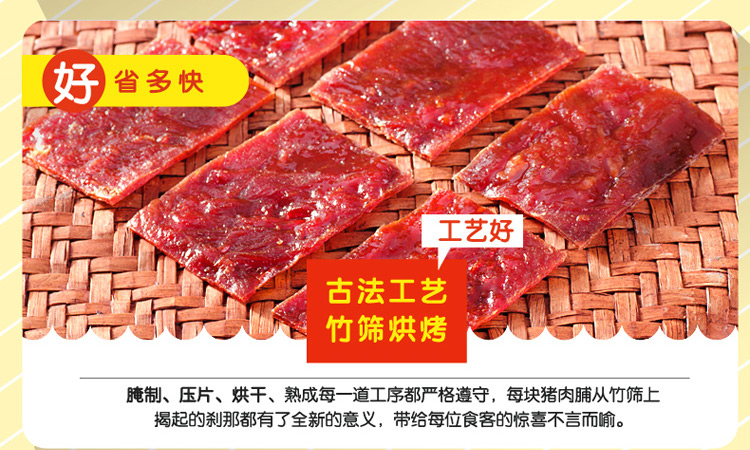 好省多快
工艺好
古法工艺
竹筛烘烤
腌制、压片、烘干、熟成每一道工序都严格遵守，每块猪肉脯从竹筛上
揭起的刹那都有了全新的意义，带给每位食客的惊喜不言而喻。